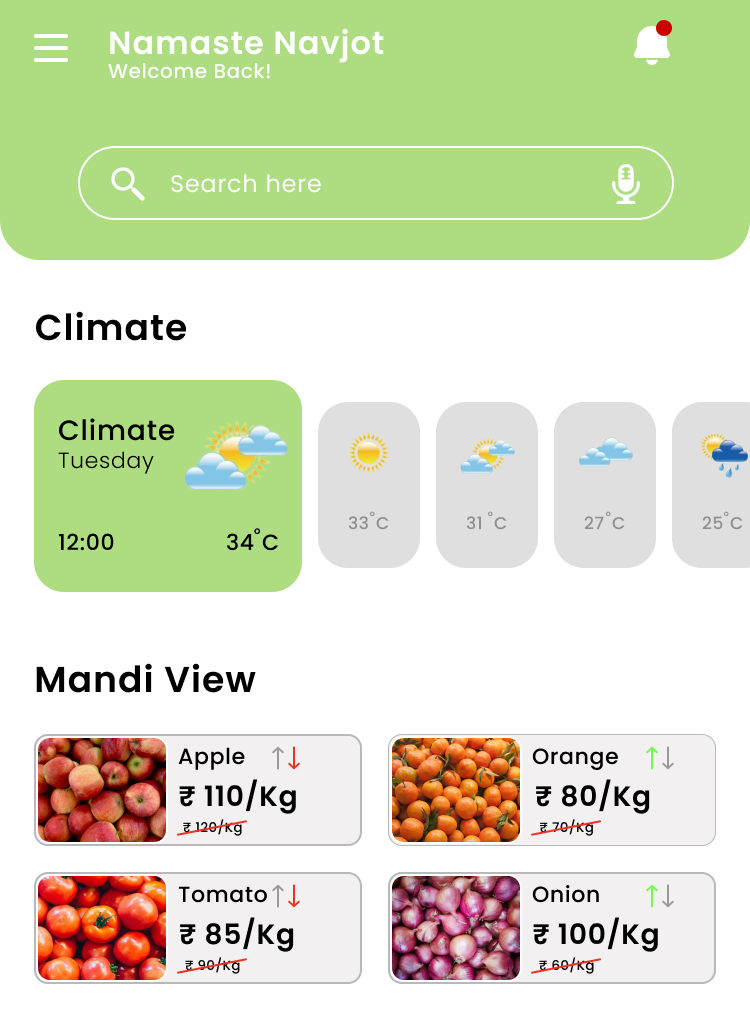 Namaste Navjot
Welcome Back!
Search here
Climate
Climate
Tuesday
12:00 34°C
33°C
31 °C
27°C
25°C
Mandi View
Apple
₹ 110/Kg
₹ 120/Kg
Orange
₹ 80/Kg
₹ 70/Kg
Tomato
₹ 85/Kg
₹ 90/Kg
Onion
₹ 100/Kg
₹ 60/Kg